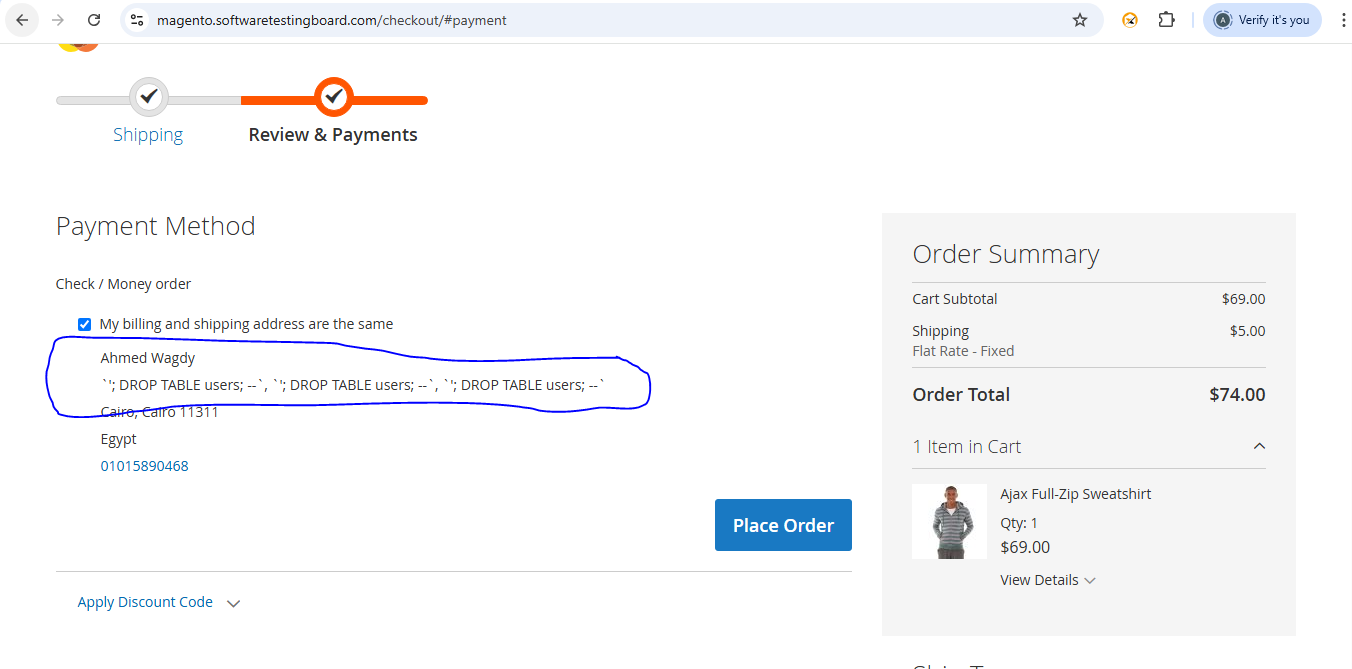 magento.softwaretestingboard.com/checkout/#payment
A
Verify it's you
Shipping
Review & Payments
Payment Method
Check / Money order
My billing and shipping address are the same
Ahmed Wagdy
`'; DROP TABLE users; --`, `'; DROP TABLE users; --`, `'; DROP TABLE users; --`
Cairo, Cairo 11311
Egypt
01015890468
Place Order
Apply Discount Code
Order Summary
Cart Subtotal $69.00
Shipping $5.00
Flat Rate - Fixed
Order Total $74.00
1 Item in Cart
Ajax Full-Zip Sweatshirt
Qty: 1
$69.00
View Details